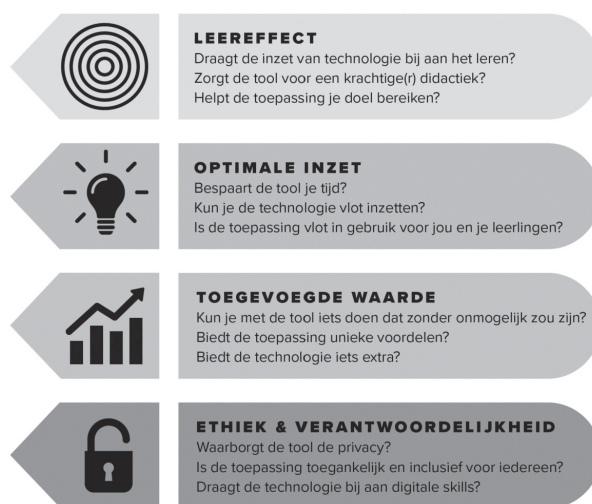 LEEREFFECT
Draagt de inzet van technologie bij aan het leren?
Zorgt de tool voor een krachtige(r) didactiek?
Helpt de toepassing je doel bereiken?
OPTIMALE INZET
Bespaart de tool je tijd?
Kun je de technologie vlot inzetten?
Is de toepassing vlot in gebruik voor jou en je leerlingen?
TOEGEVOEGDE WAARDE
Kun je met de tool iets doen dat zonder onmogelijk zou zijn?
Biedt de toepassing unieke voordelen?
Biedt de technologie iets extra?
ETHIEK & VERANTWOORDELIJKHEID
Waarborgt de tool de privacy?
Is de toepassing toegankelijk en inclusief voor iedereen?
Draagt de technologie bij aan digitale skills?